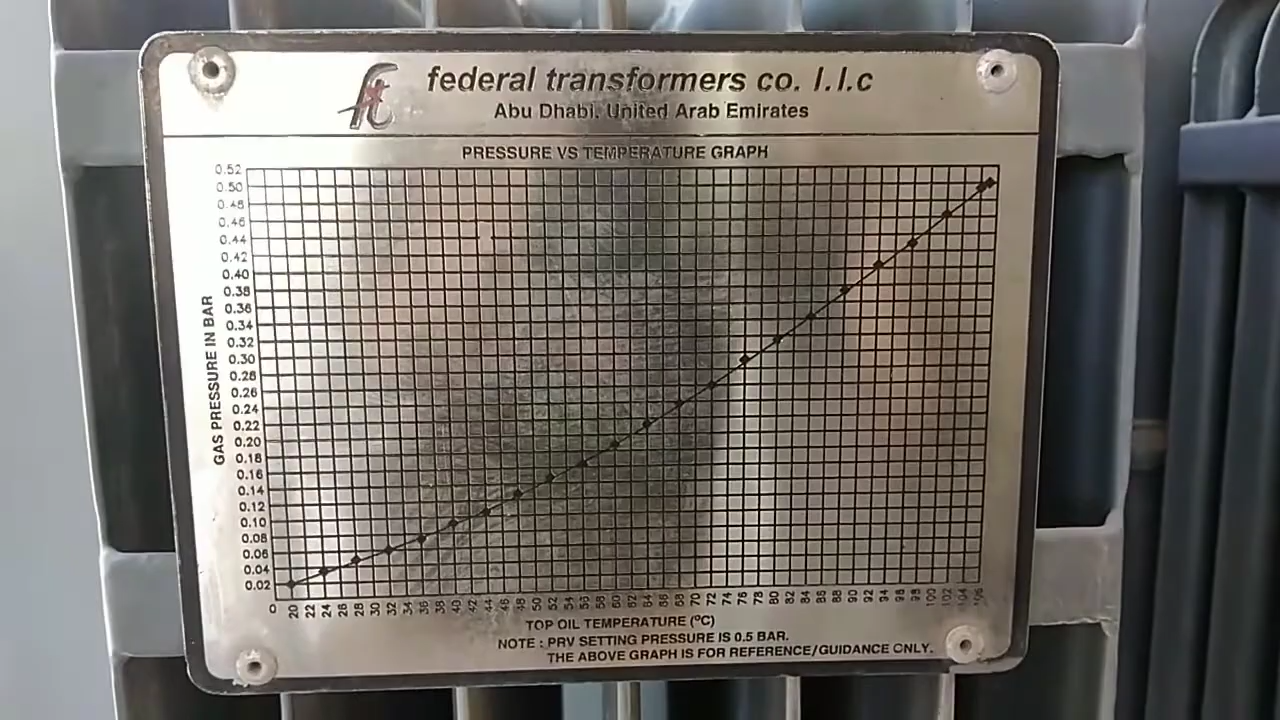 ft
federal transformers co. l.l.c
Abu Dhabi. United Arab Emirates
PRESSURE VS TEMPERATURE GRAPH
GAS PRESSURE IN BAR
0.52
0.50
0.48
0.46
0.44
0.42
0.40
0.38
0.36
0.34
0.32
0.30
0.28
0.26
0.24
0.22
0.20
0.18
0.16
0.14
0.12
0.10
0.08
0.06
0.04
0.02
0 20 22 24 26 28 30 32 34 36 38 40 42 44 46 48 50 52 54 56 58 60 62 64 66 68 70 72 74 76 78 80 82 84 86 88 90 92 94 96 98 100 102 104 106
TOP OIL TEMPERATURE (ºC)
NOTE : PRV SETTING PRESSURE IS 0.5 BAR.
THE ABOVE GRAPH IS FOR REFERENCE/GUIDANCE ONLY.